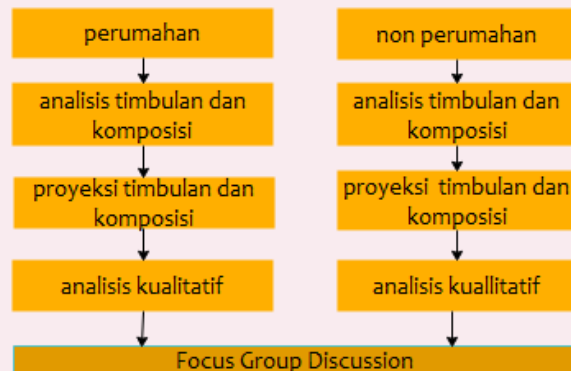 perumahan
analisis timbulan dan
komposisi
proyeksi timbulan dan
komposisi
analisis kualitatif
non perumahan
analisis timbulan dan
komposisi
proyeksi timbulan dan
komposisi
analisis kuallitatif
Focus Group Discussion